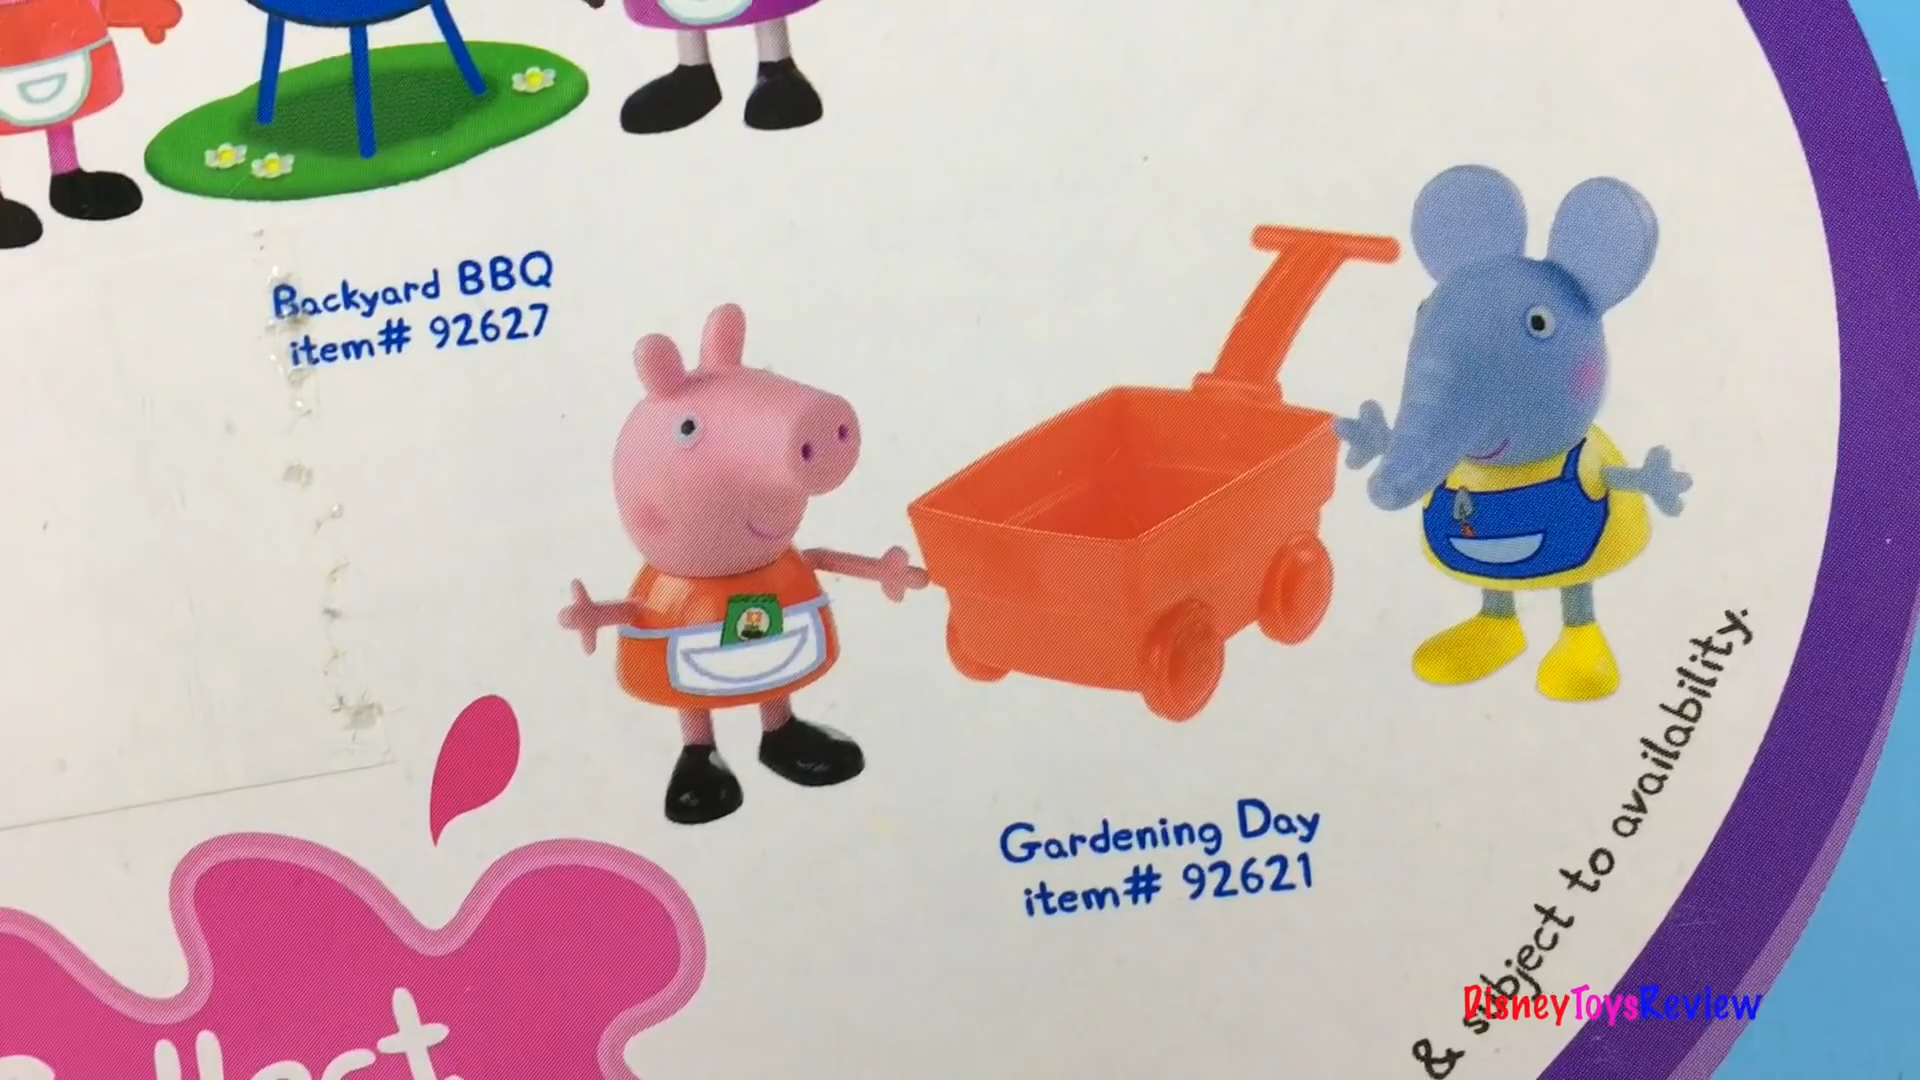 Backyard BBQ
item# 92627
Gardening Day
item# 92621
& subject to availability.
DisneyToysReview